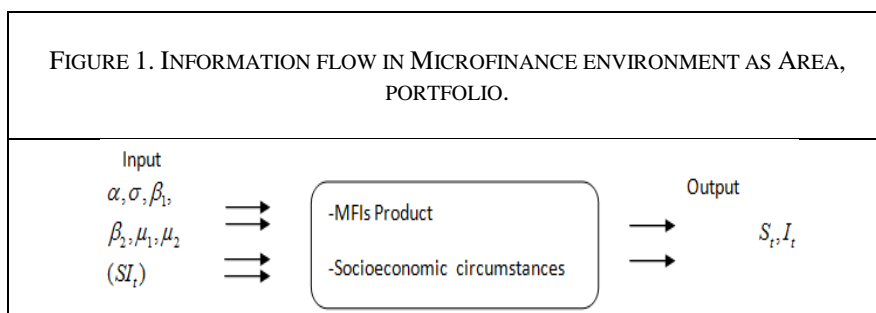 FIGURE 1. INFORMATION FLOW IN MICROFINANCE ENVIRONMENT AS AREA,
PORTFOLIO.
Input
α,σ,β₁,
β₂,μ₁,μ₂
(SIₜ)
-MFIs Product
-Socioeconomic circumstances
Output
Sₜ,Iₜ